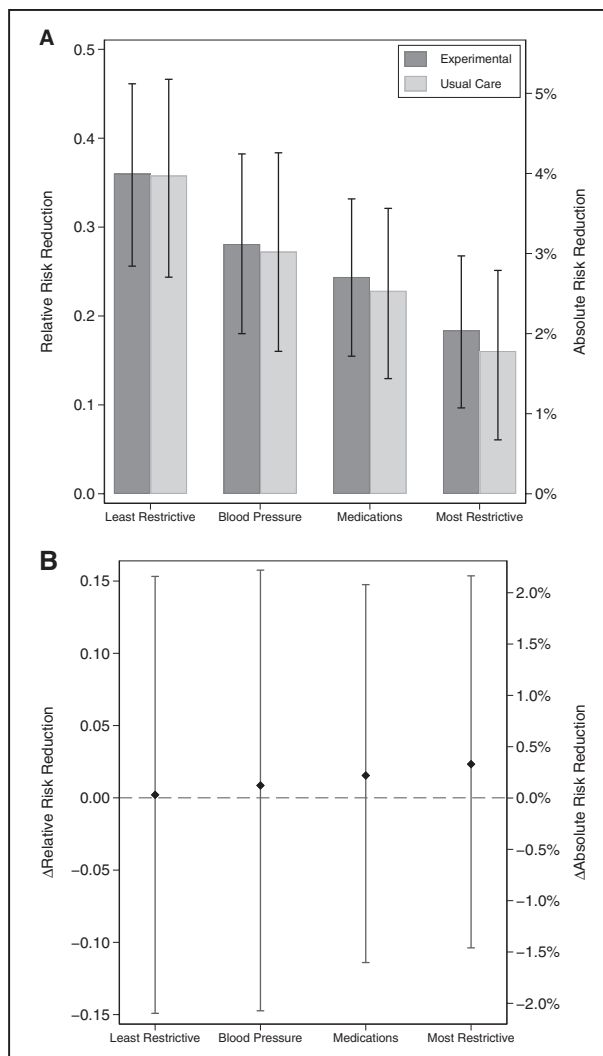 A
Experimental
Usual Care
Relative Risk Reduction
0.5
0.4
0.3
0.2
0.1
0.0
5%
4%
3%
2%
1%
0%
Absolute Risk Reduction
Least Restrictive Blood Pressure Medications Most Restrictive
B
ΔRelative Risk Reduction
0.15
0.10
0.05
0.00
−0.05
−0.10
−0.15
2.0%
1.5%
1.0%
0.5%
0.0%
−0.5%
−1.0%
−1.5%
−2.0%
ΔAbsolute Risk Reduction
Least Restrictive Blood Pressure Medications Most Restrictive